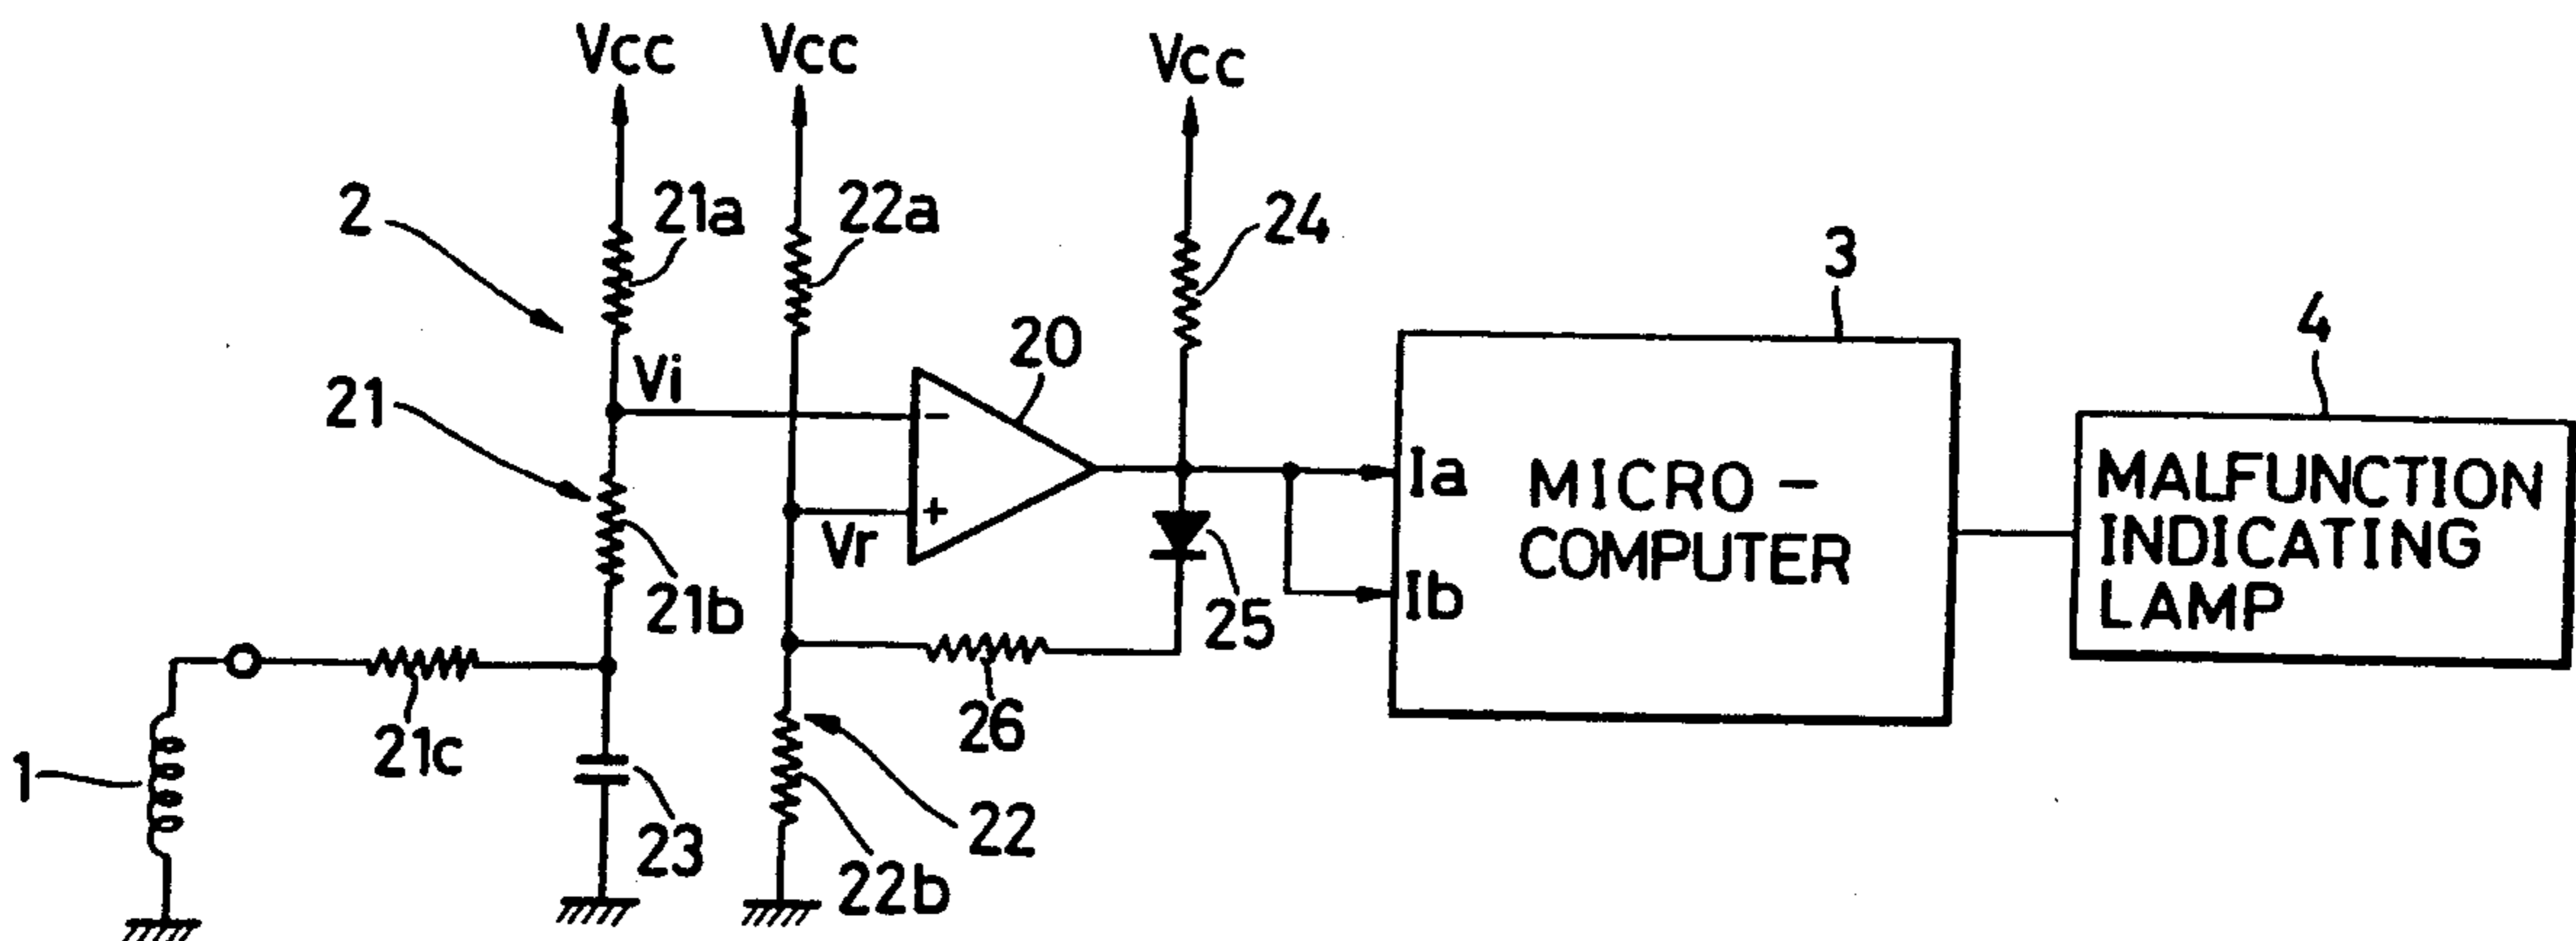 Vcc Vcc Vcc
2 21a 22a 24 3
4
21 Vi 20
-
+
Vr
Ia
Ib
MICRO-
COMPUTER
MALFUNCTION
INDICATING
LAMP
21b 25
1 21c 23 26 22
22b